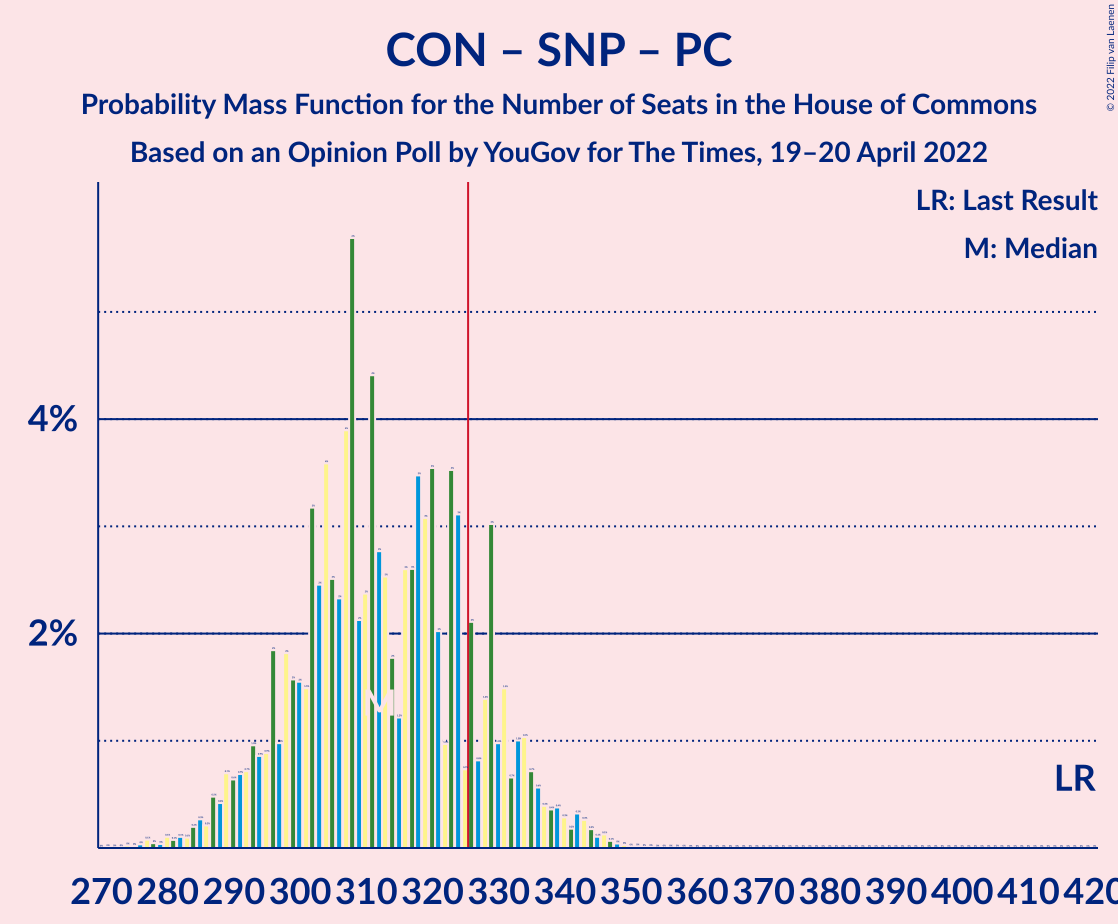 CON – SNP – PC
Probability Mass Function for the Number of Seats in the House of Commons
Based on an Opinion Poll by YouGov for The Times, 19–20 April 2022
© 2022 Filip van Laenen
LR: Last Result
M: Median
4%
2%
M
LR
270 280 290 300 310 320 330 340 350 360 370 380 390 400 410 420